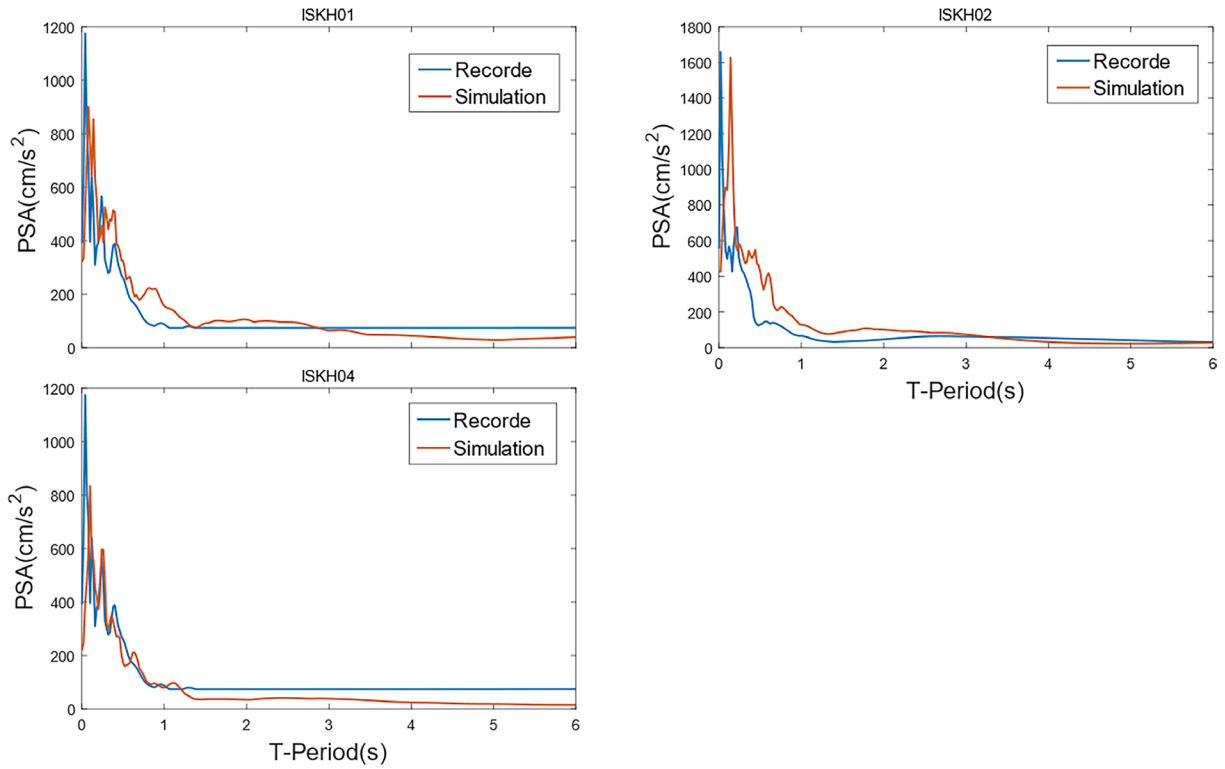 ISKH01
1200
1000
800
600
400
200
0
PSA(cm/s²)
Recorde
Simulation
ISKH02
1800
1600
1400
1200
1000
800
600
400
200
0
PSA(cm/s²)
Recorde
Simulation
0 1 2 3 4 5 6
T-Period(s)
ISKH04
1200
1000
800
600
400
200
0
PSA(cm/s²)
Recorde
Simulation
0 1 2 3 4 5 6
T-Period(s)